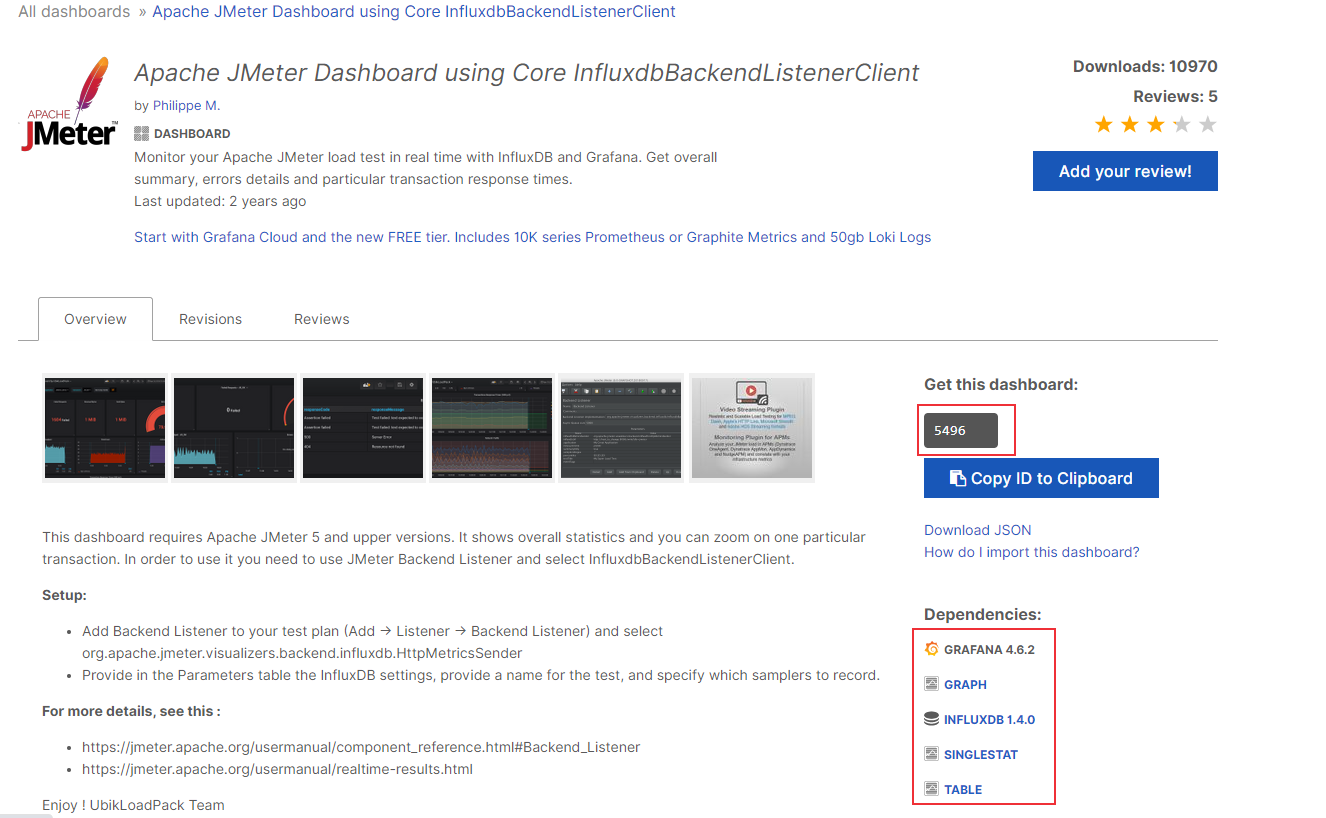 All dashboards » Apache JMeter Dashboard using Core InfluxdbBackendListenerClient
APACHE
JMeter™
Apache JMeter Dashboard using Core InfluxdbBackendListenerClient
by Philippe M.
DASHBOARD
Monitor your Apache JMeter load test in real time with InfluxDB and Grafana. Get overall
summary, errors details and particular transaction response times.
Last updated: 2 years ago
Start with Grafana Cloud and the new FREE tier. Includes 10K series Prometheus or Graphite Metrics and 50gb Loki Logs
Downloads: 10970
Reviews: 5
Add your review!
Overview
Revisions
Reviews
0 Failed
Video Streaming Plugin
Monitoring Plugin for APMs
This dashboard requires Apache JMeter 5 and upper versions. It shows overall statistics and you can zoom on one particular
transaction. In order to use it you need to use JMeter Backend Listener and select InfluxdbBackendListenerClient.
Setup:
• Add Backend Listener to your test plan (Add → Listener → Backend Listener) and select
org.apache.jmeter.visualizers.backend.influxdb.HttpMetricsSender
• Provide in the Parameters table the InfluxDB settings, provide a name for the test, and specify which samplers to record.
For more details, see this :
• https://jmeter.apache.org/usermanual/component_reference.html#Backend_Listener
• https://jmeter.apache.org/usermanual/realtime-results.html
Enjoy ! UbikLoadPack Team
Get this dashboard:
5496
Copy ID to Clipboard
Download JSON
How do I import this dashboard?
Dependencies:
GRAFANA 4.6.2
GRAPH
INFLUXDB 1.4.0
SINGLESTAT
TABLE